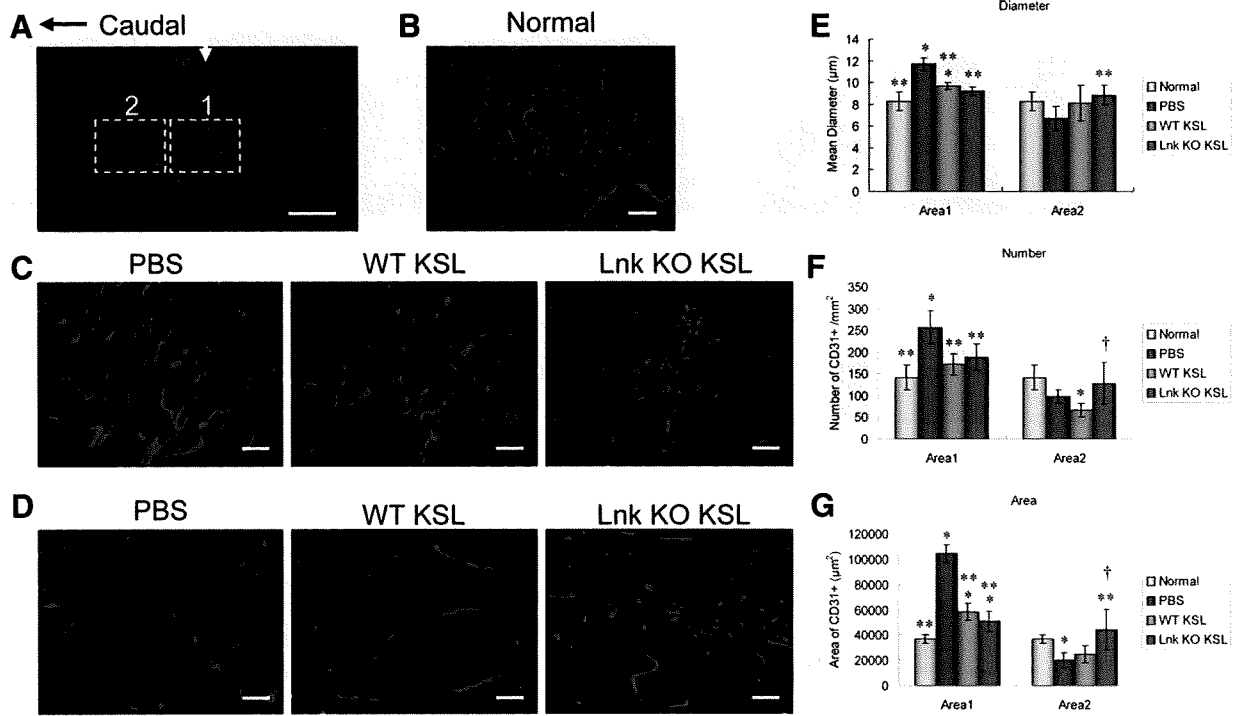 A
Caudal
2
1
B
Normal
C
PBS
WT KSL
Lnk KO KSL
D
PBS
WT KSL
Lnk KO KSL
Diameter
E
Mean Diameter (µm)
14
12
10
8
6
4
2
0
**
*
**
*
**
**
Area1
Area2
Normal
PBS
WT KSL
Lnk KO KSL
Number
F
Number of CD31+ /mm²
350
300
250
200
150
100
50
0
**
*
**
**
*
†
Area1
Area2
Normal
PBS
WT KSL
Lnk KO KSL
Area
G
Area of CD31+ (µm²)
120000
100000
80000
60000
40000
20000
0
**
*
**
*
**
*
*
†
**
Area1
Area2
Normal
PBS
WT KSL
Lnk KO KSL